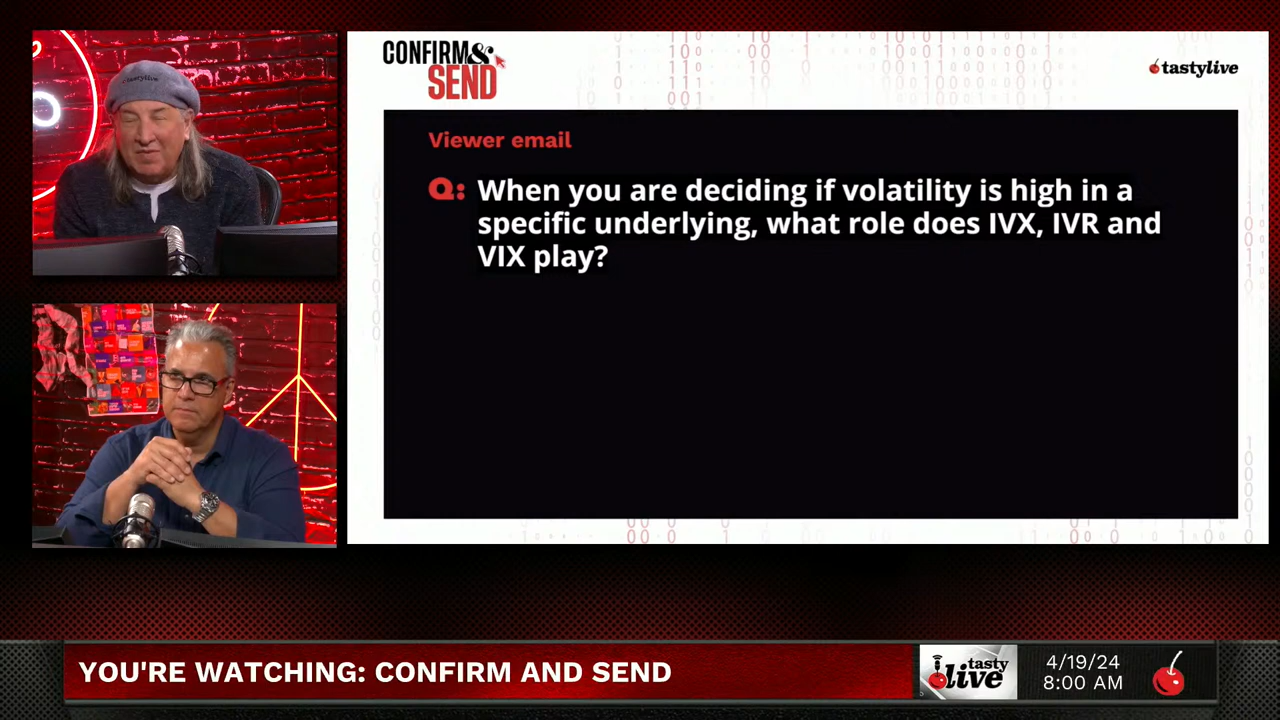 CONFIRM&
SEND
tastylive
Viewer email
Q: When you are deciding if volatility is high in a
specific underlying, what role does IVX, IVR and
VIX play?
tastylive
YOU'RE WATCHING: CONFIRM AND SEND
tasty
live
4/19/24
8:00 AM